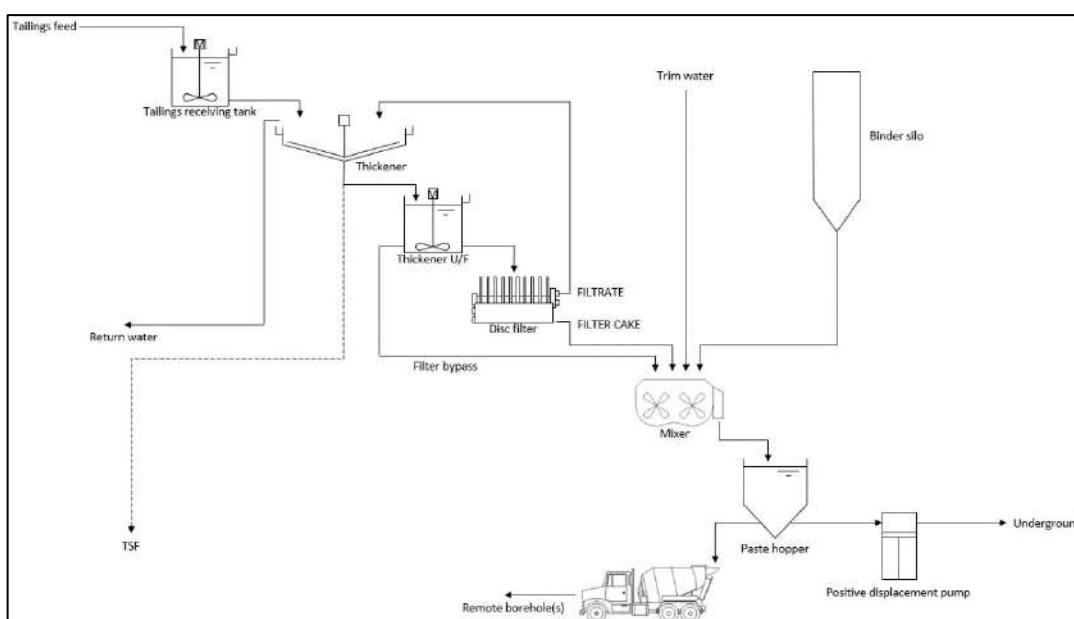 Tailings feed
M
Tailings receiving tank
Trim water
Binder silo
Thickener
M
Thickener U/F
FILTRATE
Disc filter
FILTER CAKE
Return water
Filter bypass
Mixer
TSF
Paste hopper
Underground
Positive displacement pump
Remote borehole(s)